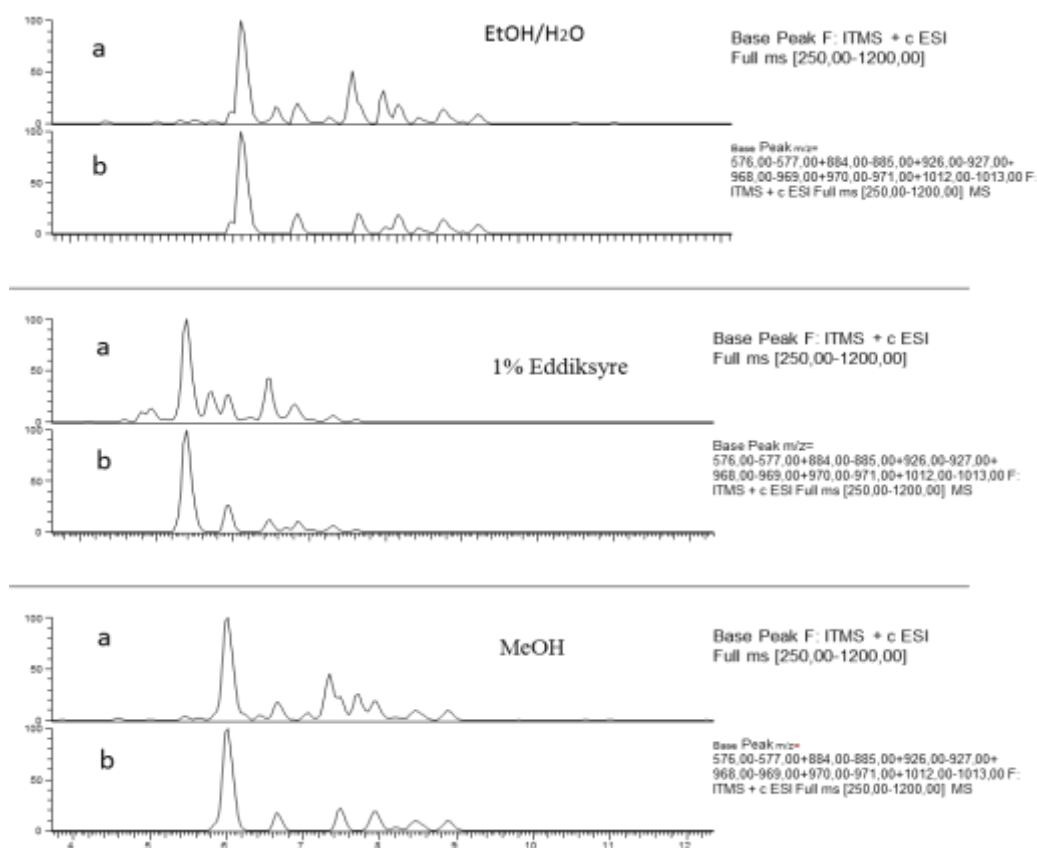 100
a
EtOH/H2O
Base Peak F: ITMS + c ESI
Full ms [250,00-1200,00]
50
0
100
b
Base Peak m/z=
576,00-577,00+884,00-885,00+926,00-927,00+
968,00-969,00+970,00-971,00+1012,00-1013,00 F:
ITMS + c ESI Full ms [250,00-1200,00] MS
50
0
100
a
1% Eddiksyre
Base Peak F: ITMS + c ESI
Full ms [250,00-1200,00]
50
0
100
b
Base Peak m/z=
576,00-577,00+884,00-885,00+926,00-927,00+
968,00-969,00+970,00-971,00+1012,00-1013,00 F:
ITMS + c ESI Full ms [250,00-1200,00] MS
50
0
100
a
MeOH
Base Peak F: ITMS + c ESI
Full ms [250,00-1200,00]
50
0
100
b
Base Peak m/z=
576,00-577,00+884,00-885,00+926,00-927,00+
968,00-969,00+970,00-971,00+1012,00-1013,00 F:
ITMS + c ESI Full ms [250,00-1200,00] MS
50
0
4 5 6 7 8 9 10 11 12